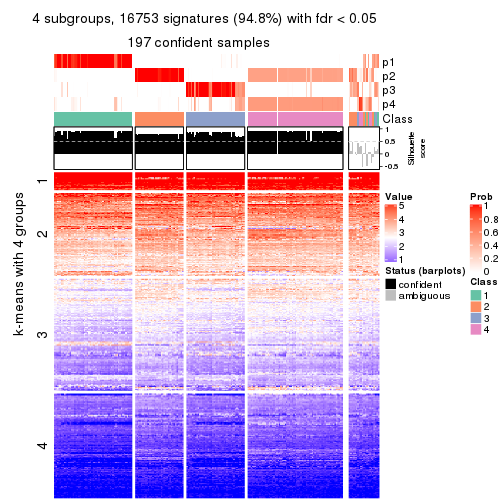 4 subgroups, 16753 signatures (94.8%) with fdr < 0.05
197 confident samples
p1
p2
p3
p4
Class
1
0.5
0
-0.5
Silhouette
score
k-means with 4 groups
1
2
3
4
Value
5
4
3
2
1
Status (barplots)
confident
ambiguous
Prob
1
0.8
0.6
0.4
0.2
0
Class
1
2
3
4